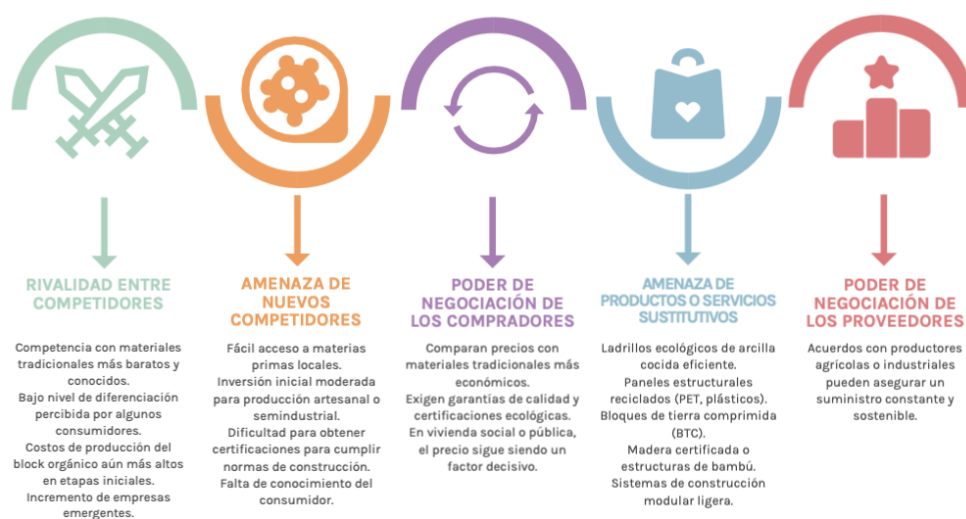 RIVALIDAD ENTRE
COMPETIDORES
Competencia con materiales
tradicionales más baratos y
conocidos.
Bajo nivel de diferenciación
percibida por algunos
consumidores.
Costos de producción del
block orgánico aún más altos
en etapas iniciales.
Incremento de empresas
emergentes.
AMENAZA DE
NUEVOS
COMPETIDORES
Fácil acceso a materias
primas locales.
Inversión inicial moderada
para producción artesanal o
semindustrial.
Dificultad para obtener
certificaciones para cumplir
normas de construcción.
Falta de conocimiento del
consumidor.
PODER DE
NEGOCIACIÓN DE
LOS COMPRADORES
Comparan precios con
materiales tradicionales más
económicos.
Exigen garantías de calidad y
certificaciones ecológicas.
En vivienda social o pública,
el precio sigue siendo un
factor decisivo.
AMENAZA DE
PRODUCTOS O SERVICIOS
SUSTITUTIVOS
Ladrillos ecológicos de arcilla
cocida eficiente.
Paneles estructurales
reciclados (PET, plásticos).
Bloques de tierra comprimida
(BTC).
Madera certificada o
estructuras de bambú.
Sistemas de construcción
modular ligera.
PODER DE
NEGOCIACIÓN DE
LOS PROVEEDORES
Acuerdos con productores
agrícolas o industriales
pueden asegurar un
suministro constante y
sostenible.